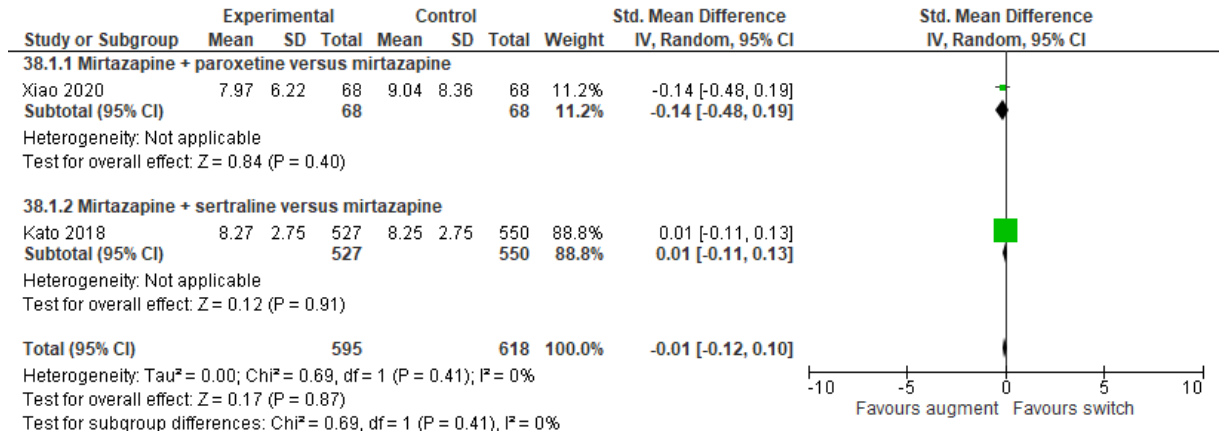 Experimental Control Std. Mean Difference Std. Mean Difference
Study or Subgroup Mean SD Total Mean SD Total Weight IV, Random, 95% CI IV, Random, 95% CI
38.1.1 Mirtazapine + paroxetine versus mirtazapine
Xiao 2020 7.97 6.22 68 9.04 8.36 68 11.2% -0.14 [-0.48, 0.19]
Subtotal (95% CI) 68 68 11.2% -0.14 [-0.48, 0.19]
Heterogeneity: Not applicable
Test for overall effect: Z = 0.84 (P = 0.40)
38.1.2 Mirtazapine + sertraline versus mirtazapine
Kato 2018 8.27 2.75 527 8.25 2.75 550 88.8% 0.01 [-0.11, 0.13]
Subtotal (95% CI) 527 550 88.8% 0.01 [-0.11, 0.13]
Heterogeneity: Not applicable
Test for overall effect: Z = 0.12 (P = 0.91)
Total (95% CI) 595 618 100.0% -0.01 [-0.12, 0.10]
Heterogeneity: Tau² = 0.00; Chi² = 0.69, df = 1 (P = 0.41); I² = 0%
Test for overall effect: Z = 0.17 (P = 0.87)
Test for subgroup differences: Chi² = 0.69, df = 1 (P = 0.41), I² = 0%
-10 -5 0 5 10
Favours augment Favours switch